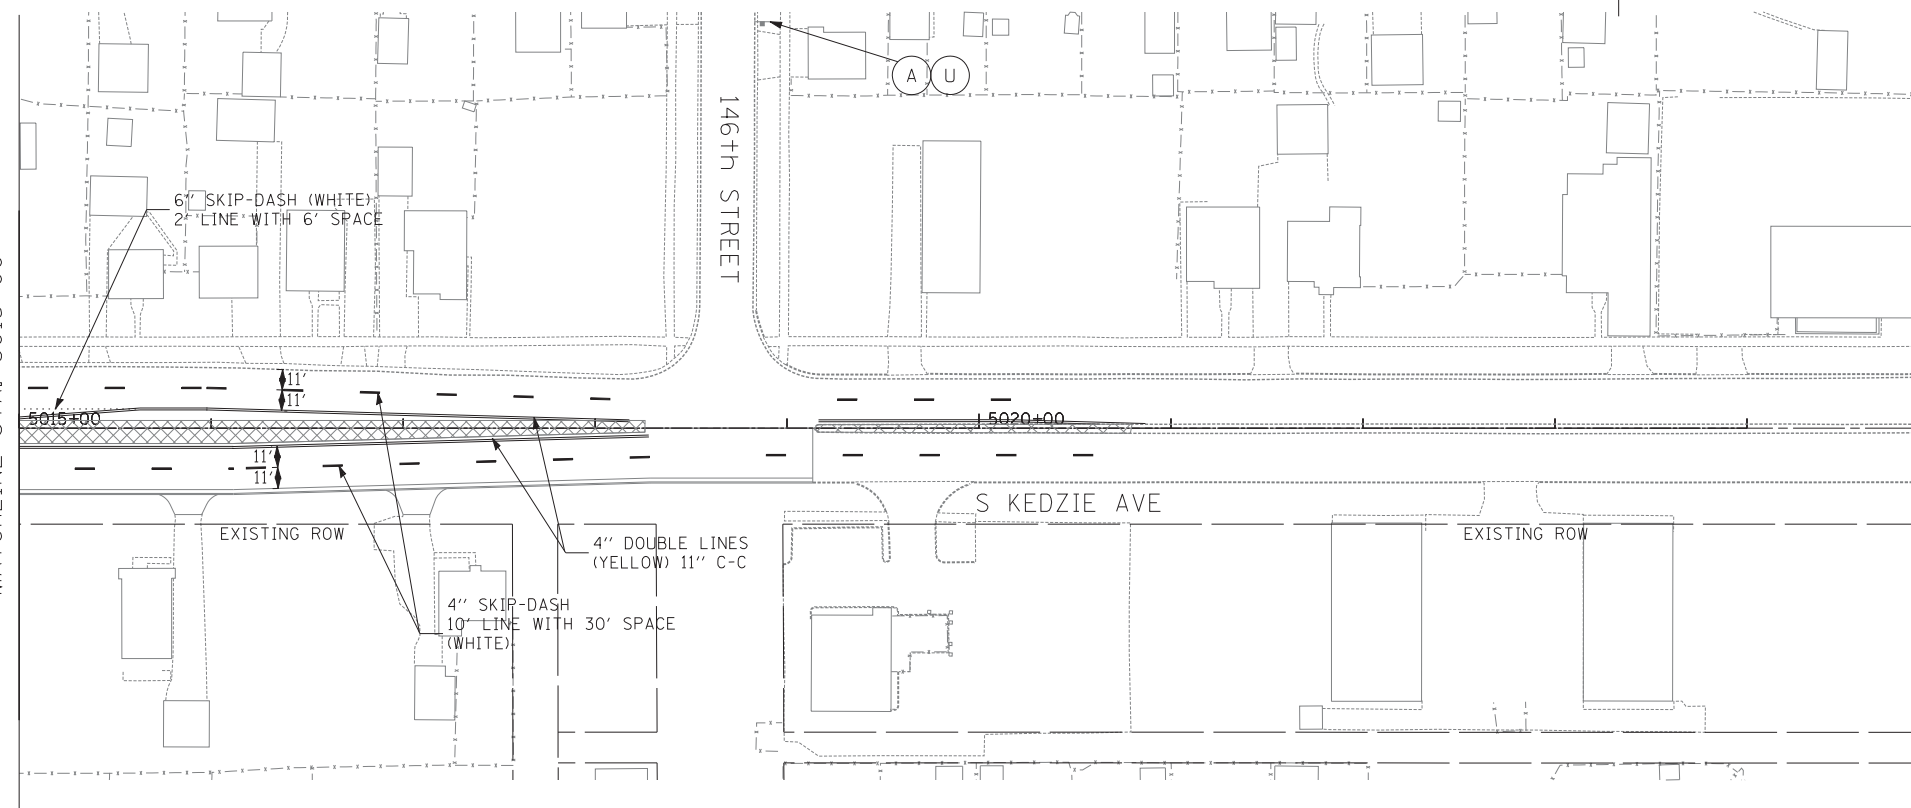 A U
146th STREET
6'' SKIP-DASH (WHITE)
2' LINE WITH 6' SPACE
11'
11'
5015+00
5020+00
11'
11'
S KEDZIE AVE
EXISTING ROW
EXISTING ROW
4'' DOUBLE LINES
(YELLOW) 11'' C-C
4'' SKIP-DASH
10' LINE WITH 30' SPACE
(WHITE)